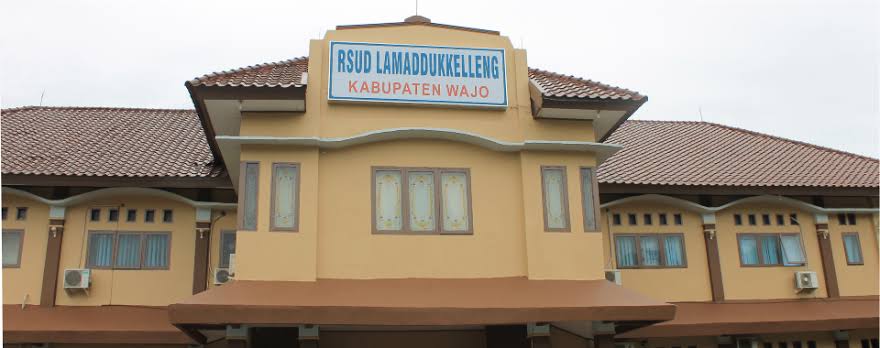 RSUD LAMADDUKKELLENG
KABUPATEN WAJO